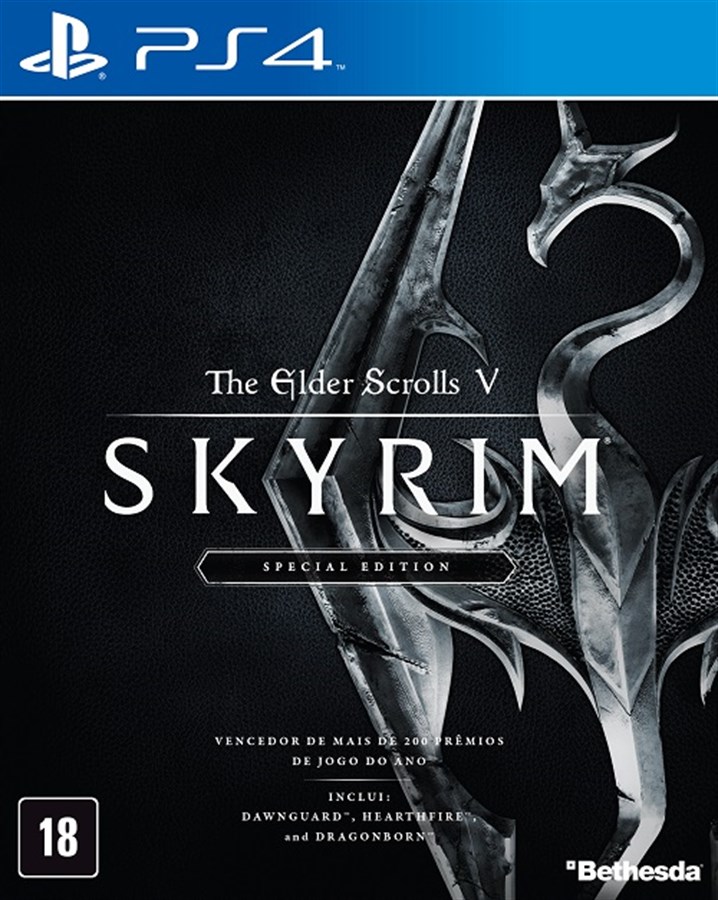 PS4™
The Elder Scrolls V
SKYRIM®
SPECIAL EDITION
VENCEDOR DE MAIS DE 200 PRÊMIOS
DE JOGO DO ANO
INCLUI:
DAWNGUARD™, HEARTHFIRE™,
and DRAGONBORN™
18
Bethesda®